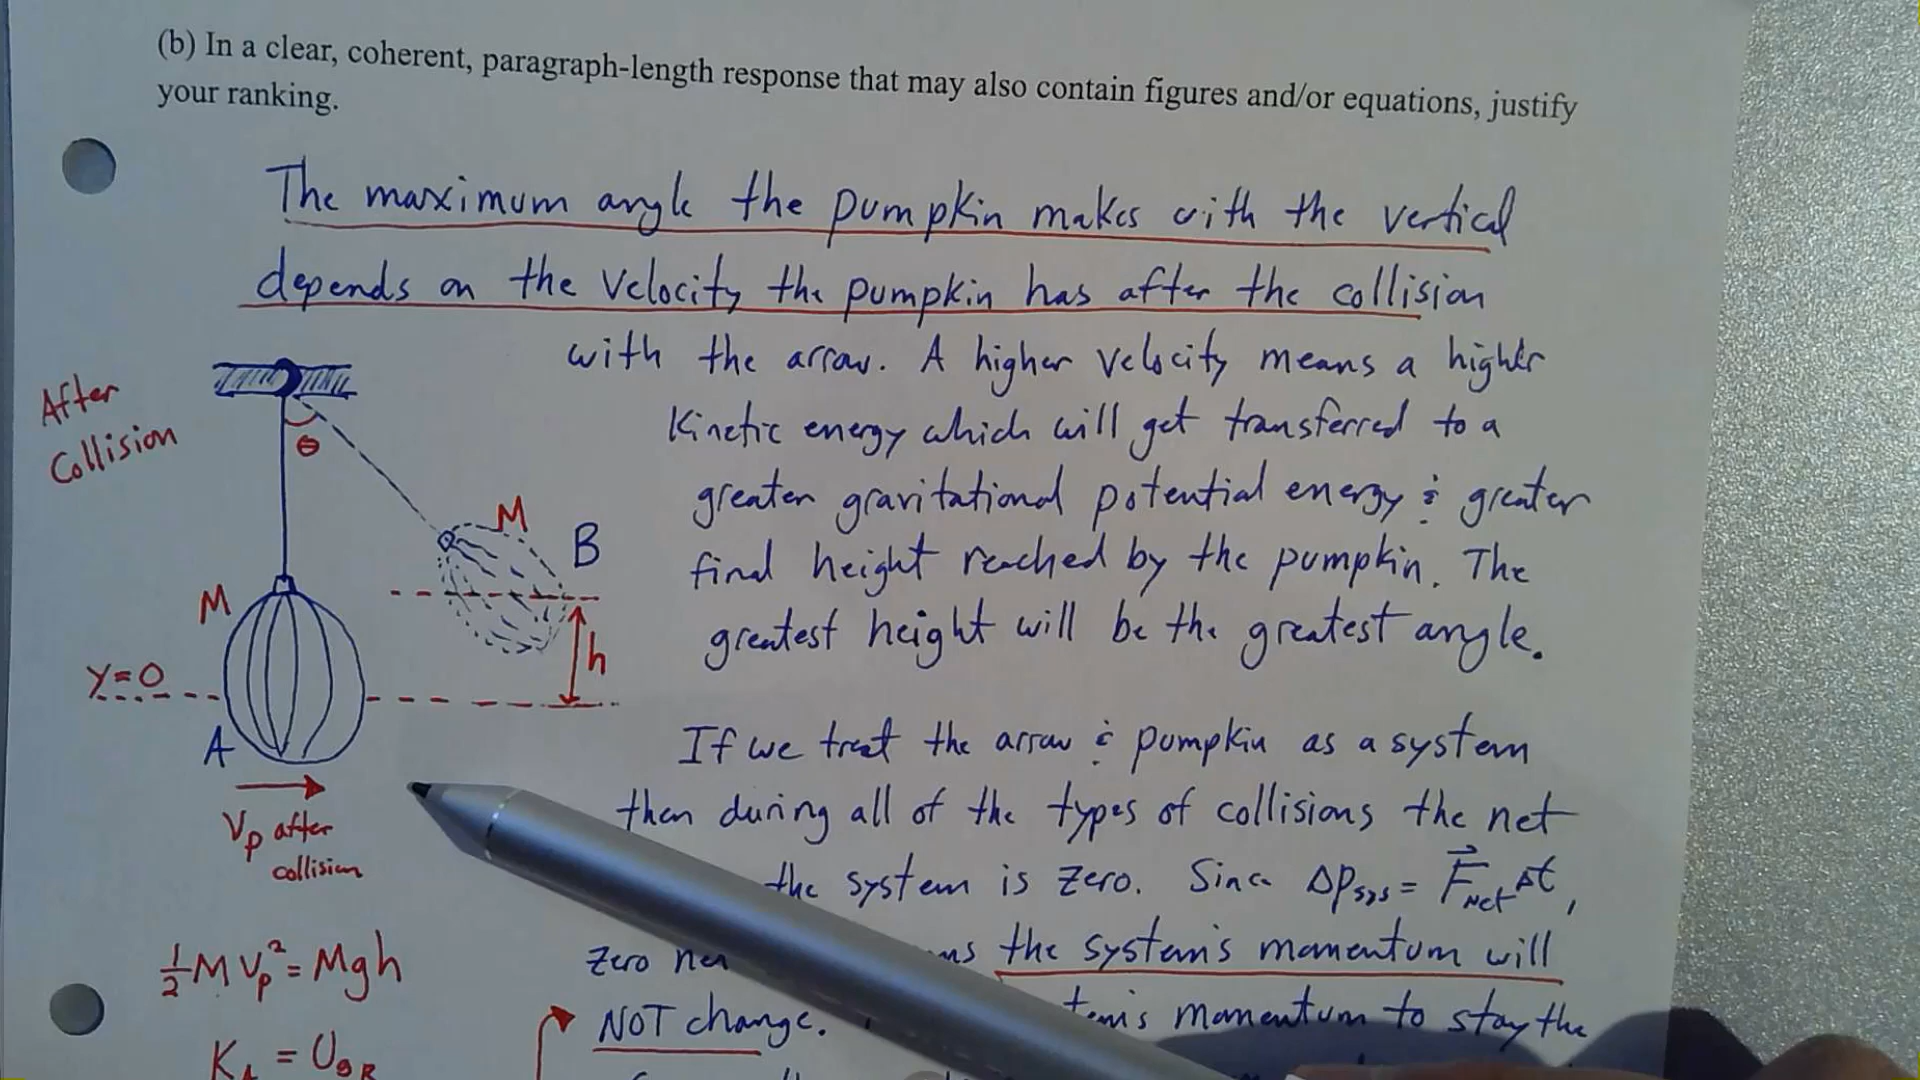 (b) In a clear, coherent, paragraph-length response that may also contain figures and/or equations, justify
your ranking.
The maximum angle the pumpkin makes with the vertical
depends on the velocity the pumpkin has after the collision
with the arrow. A higher velocity means a higher
Kinetic energy which will get transferred to a
greater gravitational potential energy & greater
final height reached by the pumpkin. The
greatest height will be the greatest angle.
If we treat the arrow & pumpkin as a system
then during all of the types of collisions the net
the system is zero. Since Δp_sys = F⃗_Net Δt,
zero the system's momentum will
NOT change. momentum to stay the
After
Collision
θ
M
B
M
h
y=0
A
Vp after
collision
½MVp² = Mgh
K_A = U_gB